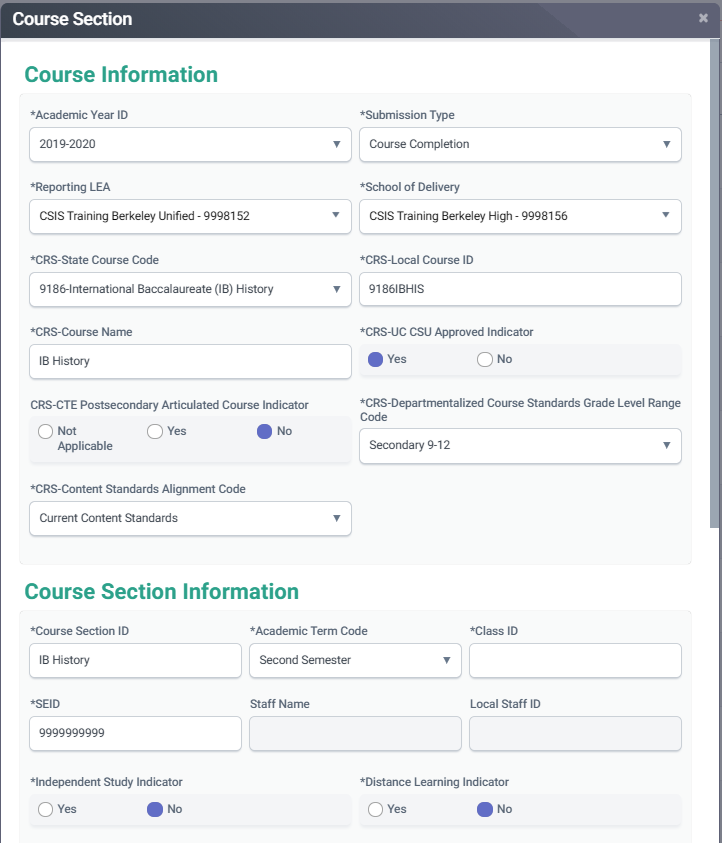 Course Section
×
Course Information
*Academic Year ID
*Submission Type
2019-2020
Course Completion
*Reporting LEA
*School of Delivery
CSIS Training Berkeley Unified - 9998152
CSIS Training Berkeley High - 9998156
*CRS-State Course Code
*CRS-Local Course ID
9186-International Baccalaureate (IB) History
9186IBHIS
*CRS-Course Name
*CRS-UC CSU Approved Indicator
IB History
Yes
No
CRS-CTE Postsecondary Articulated Course Indicator
*CRS-Departmentalized Course Standards Grade Level Range
Code
Not
Applicable
Yes
No
Secondary 9-12
*CRS-Content Standards Alignment Code
Current Content Standards
Course Section Information
*Course Section ID
*Academic Term Code
*Class ID
IB History
Second Semester
*SEID
Staff Name
Local Staff ID
9999999999
*Independent Study Indicator
*Distance Learning Indicator
Yes
No
Yes
No